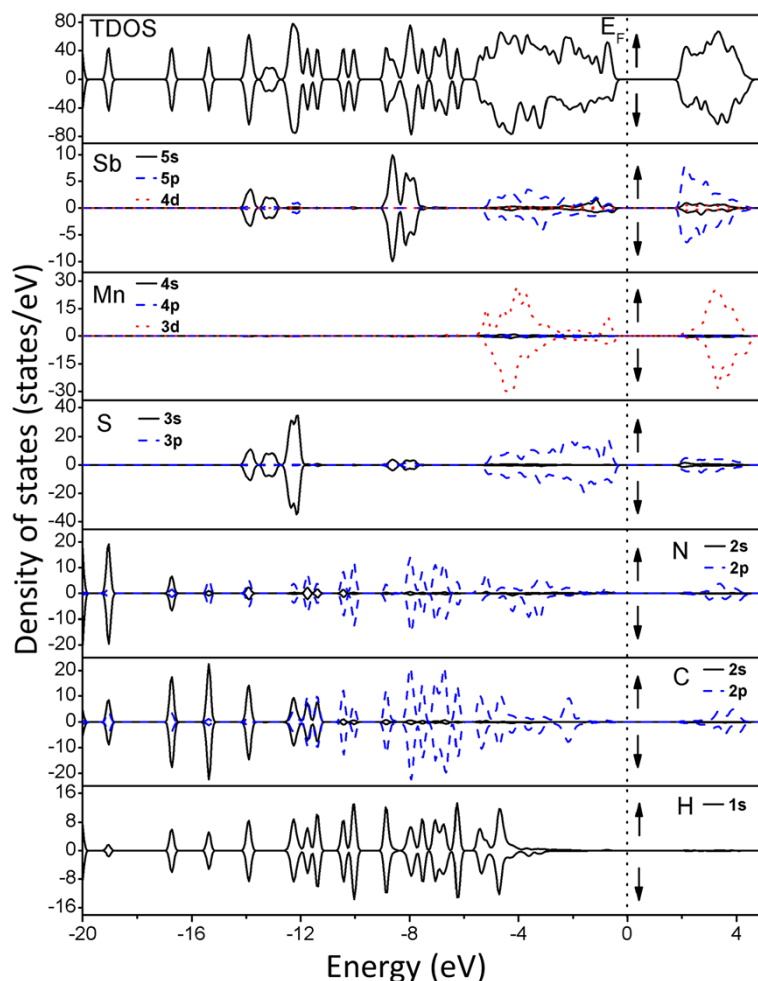 TDOS
E_F
80
40
0
40
80
Sb
5s
5p
4d
10
5
0
-5
-10
Mn
4s
4p
3d
30
15
0
-15
-30
S
3s
3p
40
20
0
-20
-40
N
2s
2p
20
10
0
-10
-20
C
2s
2p
20
10
0
-10
-20
H
1s
16
8
0
-8
-16
-20 -16 -12 -8 -4 0 4
Energy (eV)
Density of states (states/eV)